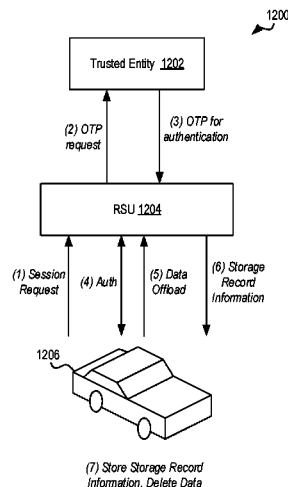 1200
Trusted Entity 1202
(2) OTP
request
(3) OTP for
authentication
RSU 1204
(1) Session
Request
(4) Auth
(5) Data
Offload
(6) Storage
Record
Information
1206
(7) Store Storage Record
Information, Delete Data